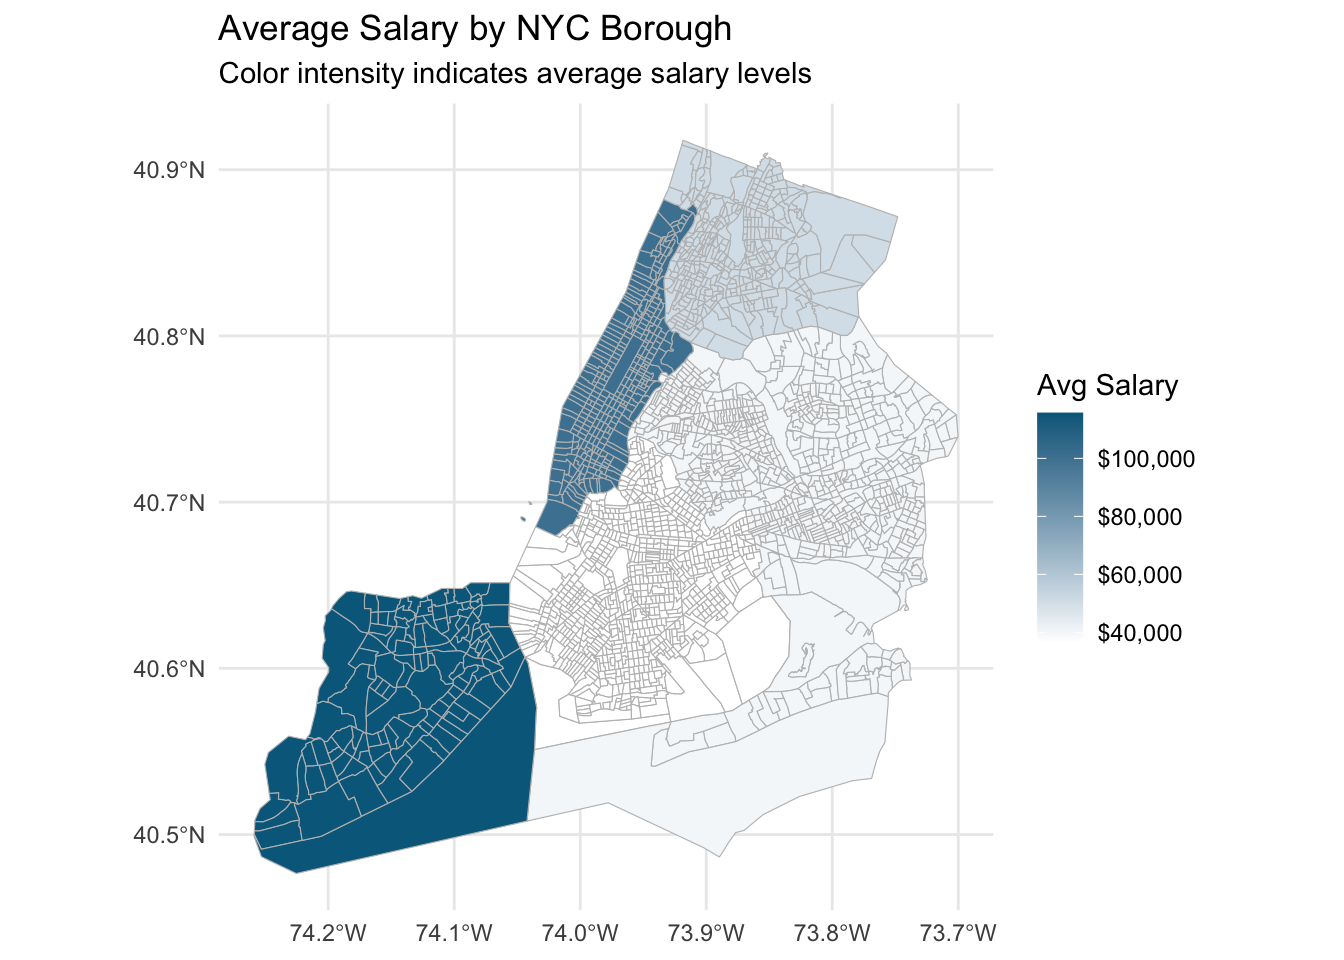 Average Salary by NYC Borough
Color intensity indicates average salary levels
40.9°N
40.8°N
40.7°N
40.6°N
40.5°N
74.2°W 74.1°W 74.0°W 73.9°W 73.8°W 73.7°W
Avg Salary
$100,000
$80,000
$60,000
$40,000